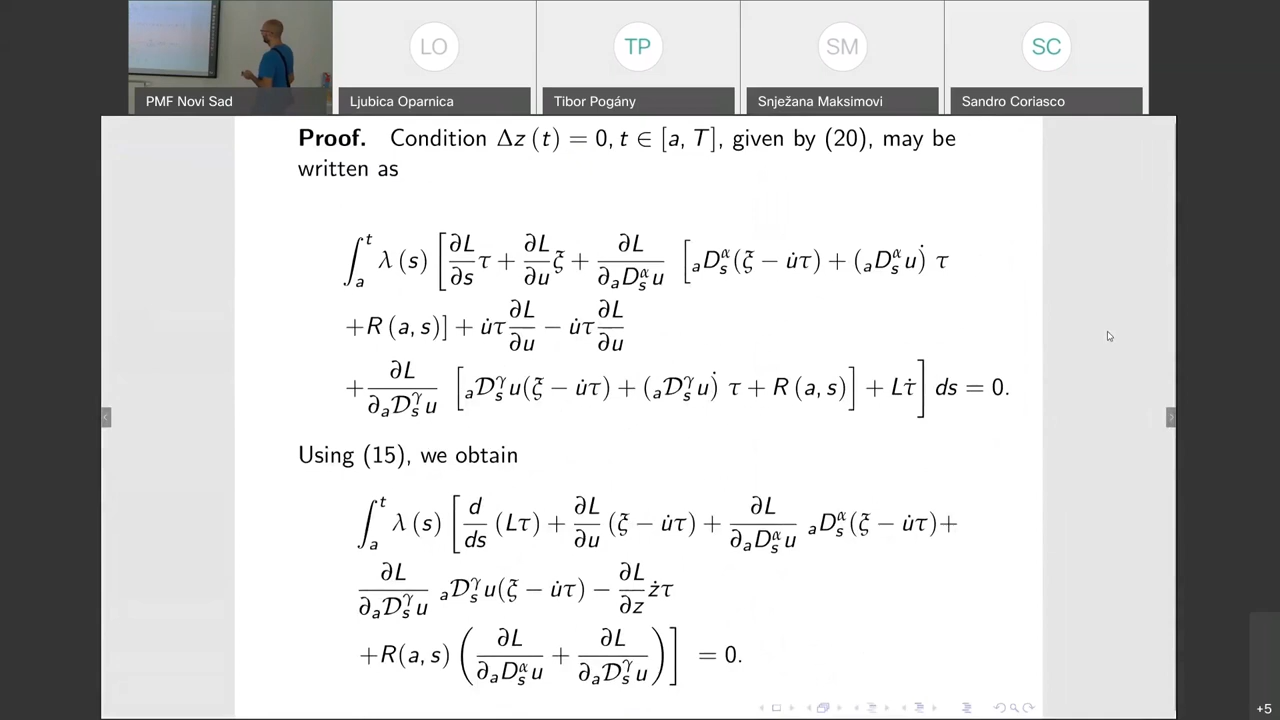 LO
TP
SM
SC
PMF Novi Sad
Ljubica Oparnica
Tibor Pogány
Snježana Maksimovi
Sandro Coriasco
Proof. Condition Δz (t) = 0, t ∈ [a, T], given by (20), may be
written as
∫_a^t λ (s) [ ∂L/∂s τ + ∂L/∂u ξ + ∂L/∂_aD_s^α u [ _aD_s^α (ξ − u̇τ) + (_aD_s^α u)˙ τ
+R (a, s)] + u̇τ ∂L/∂u − u̇τ ∂L/∂u
+ ∂L/∂_a𝒟_s^γ u [ _a𝒟_s^γ u(ξ − u̇τ) + (_a𝒟_s^γ u)˙ τ + R (a, s) ] + Lτ̇ ] ds = 0.
Using (15), we obtain
∫_a^t λ (s) [ d/ds (Lτ) + ∂L/∂u (ξ − u̇τ) + ∂L/∂_aD_s^α u _aD_s^α (ξ − u̇τ)+
∂L/∂_a𝒟_s^γ u _a𝒟_s^γ u(ξ − u̇τ) − ∂L/∂z żτ
+R(a, s) ( ∂L/∂_aD_s^α u + ∂L/∂_a𝒟_s^γ u ) ] = 0.
+5